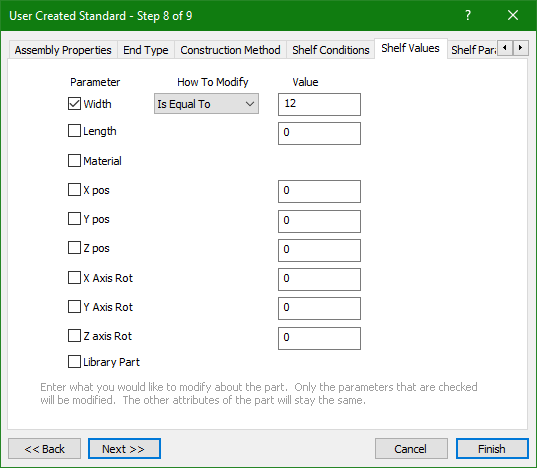 User Created Standard - Step 8 of 9
Assembly Properties End Type Construction Method Shelf Conditions Shelf Values Shelf Para
Parameter How To Modify Value
Width Is Equal To 12
Length 0
Material
X pos 0
Y pos 0
Z pos 0
X Axis Rot 0
Y Axis Rot 0
Z axis Rot 0
Library Part
Enter what you would like to modify about the part. Only the parameters that are checked
will be modified. The other attributes of the part will stay the same.
<< Back Next >> Cancel Finish